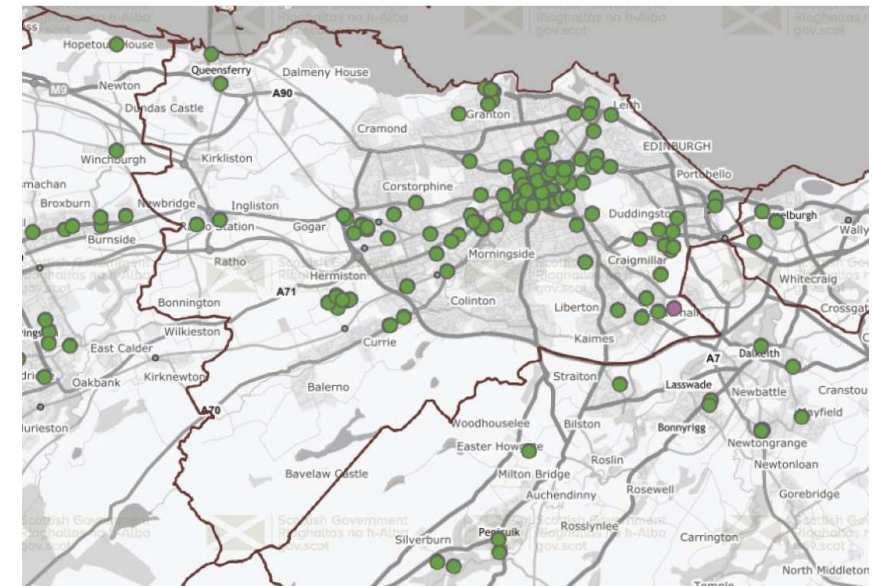 Hopetoun House
Queensferry
Dalmeny House
Newton
M9
Dundas Castle
A90
Cramond
Granton
Leith
EDINBURGH
Winchburgh
Kirkliston
Corstorphine
Portobello
Broxburn
Newbridge
Ingliston
Gogar
Duddingston
Burnside
Station
Ratho
Hermiston
Morningside
Craigmillar
Whitecraig
A71
Bonnington
Colinton
Liberton
Wilkieston
Currie
Kaimes
East Calder
Kirknewton
Oakbank
Balerno
Straiton
A7
Dalkeith
Lasswade
Newbattle
A70
Woodhouselee
Bilston
Bonnyrigg
Newtongrange
Easter
Roslin
Newtonloan
Milton Bridge
Bavelaw Castle
Auchendinny
Rosewell
Gorebridge
Silverburn
Penicuik
Rosslynlee
Carrington
North Middleton
Temple
Scottish Government
Riaghaltas na h-Alba
gov.scot